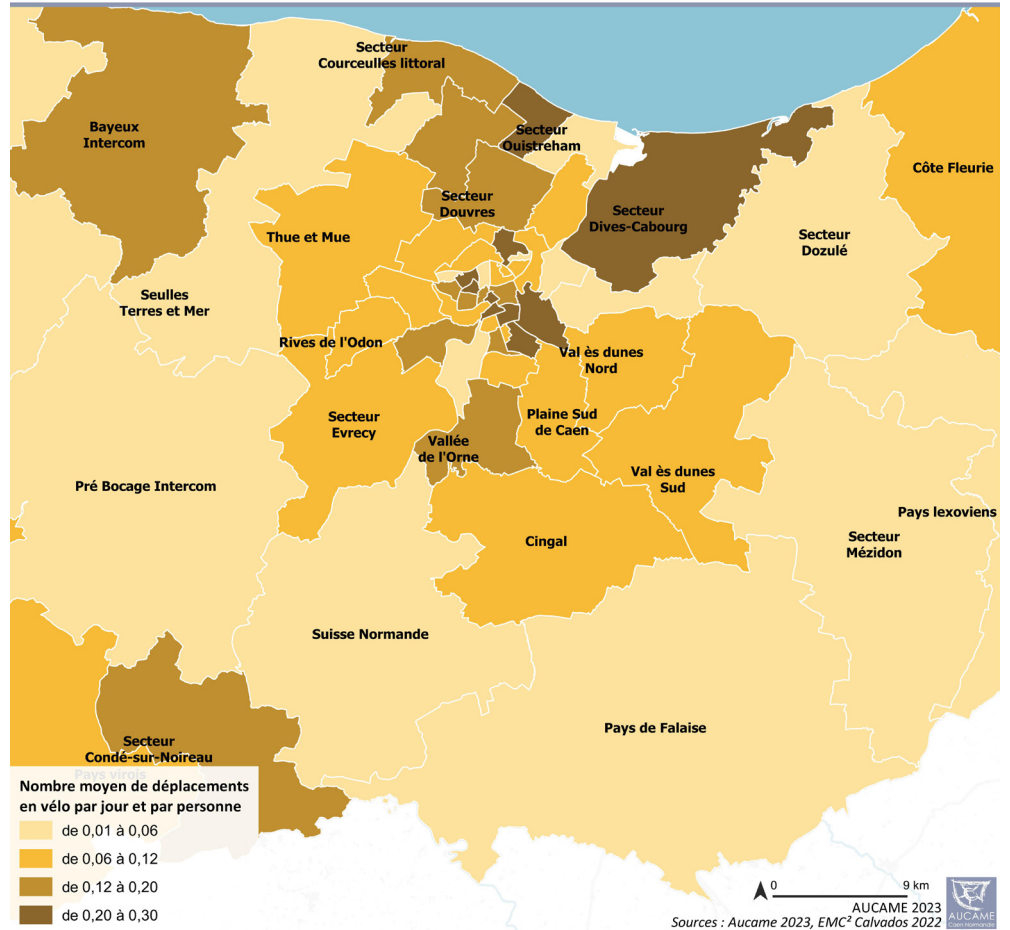 Secteur
Courceulles littoral
Bayeux
Intercom
Secteur
Ouistreham
Côte Fleurie
Secteur
Douvres
Secteur
Dives-Cabourg
Thue et Mue
Secteur
Dozulé
Seulles
Terres et Mer
Rives de l'Odon
Val ès dunes
Nord
Secteur
Evrecy
Plaine Sud
de Caen
Vallée
de l'Orne
Val ès dunes
Sud
Pré Bocage Intercom
Pays lexoviens
Cingal
Secteur
Mézidon
Suisse Normande
Pays de Falaise
Secteur
Condé-sur-Noireau
Pays virois
Nombre moyen de déplacements
en vélo par jour et par personne
de 0,01 à 0,06
de 0,06 à 0,12
de 0,12 à 0,20
de 0,20 à 0,30
0 9 km
AUCAME 2023
Sources : Aucame 2023, EMC² Calvados 2022
AUCAME
Caen Normandie